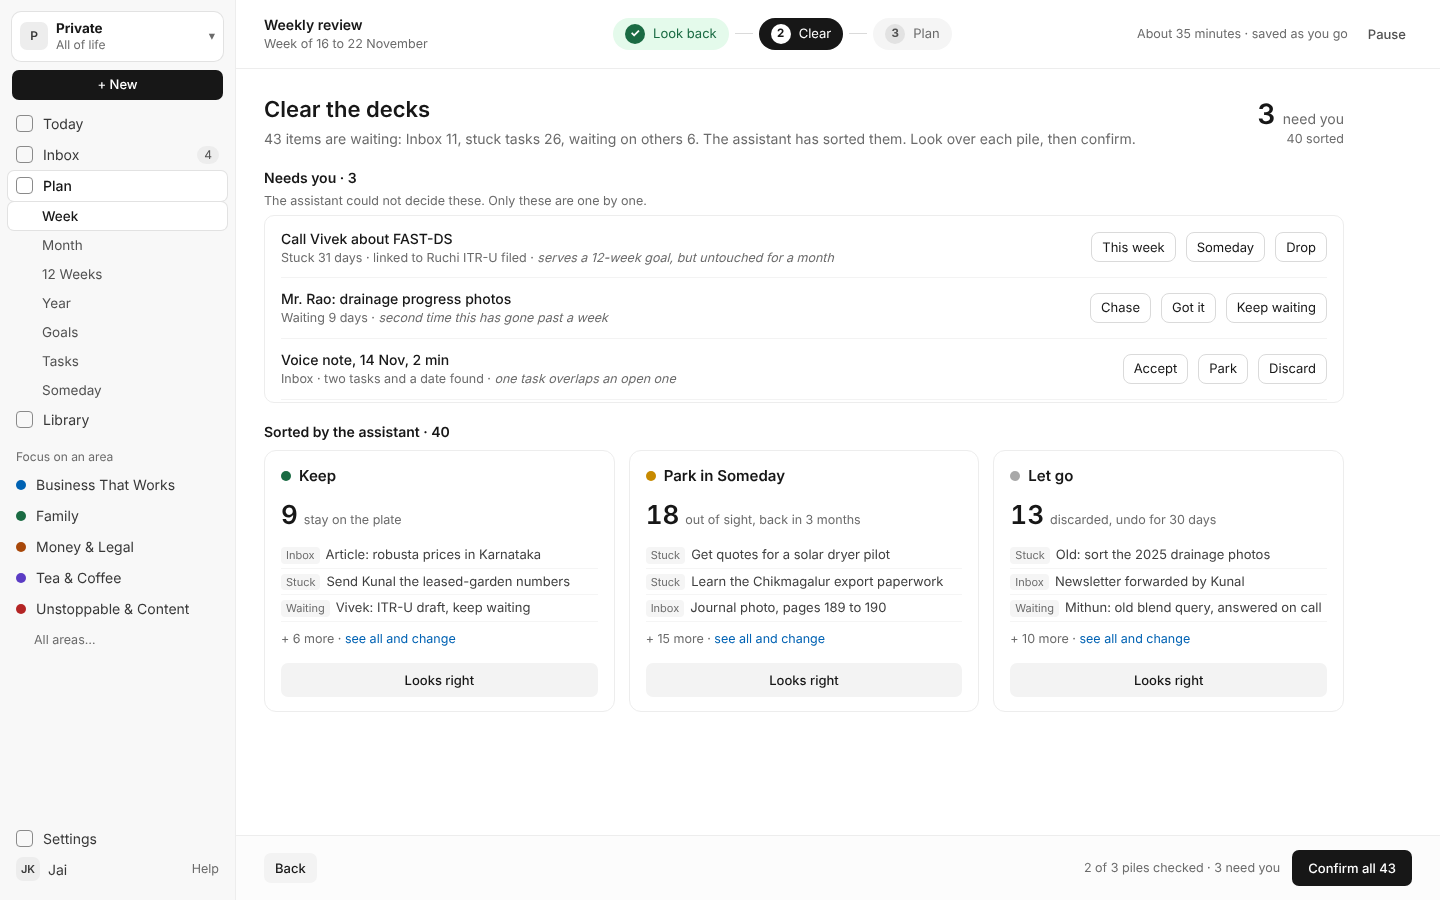 P
Private
All of life
+ New
Today
Inbox
4
Plan
Week
Month
12 Weeks
Year
Goals
Tasks
Someday
Library
Focus on an area
Business That Works
Family
Money & Legal
Tea & Coffee
Unstoppable & Content
All areas...
Settings
JK
Jai
Help
Weekly review
Week of 16 to 22 November
Look back
2
Clear
3
Plan
About 35 minutes · saved as you go
Pause
Clear the decks
43 items are waiting: Inbox 11, stuck tasks 26, waiting on others 6. The assistant has sorted them. Look over each pile, then confirm.
3 need you
40 sorted
Needs you · 3
The assistant could not decide these. Only these are one by one.
Call Vivek about FAST-DS
Stuck 31 days · linked to Ruchi ITR-U filed · serves a 12-week goal, but untouched for a month
This week
Someday
Drop
Mr. Rao: drainage progress photos
Waiting 9 days · second time this has gone past a week
Chase
Got it
Keep waiting
Voice note, 14 Nov, 2 min
Inbox · two tasks and a date found · one task overlaps an open one
Accept
Park
Discard
Sorted by the assistant · 40
Keep
9 stay on the plate
Inbox Article: robusta prices in Karnataka
Stuck Send Kunal the leased-garden numbers
Waiting Vivek: ITR-U draft, keep waiting
+ 6 more · see all and change
Looks right
Park in Someday
18 out of sight, back in 3 months
Stuck Get quotes for a solar dryer pilot
Stuck Learn the Chikmagalur export paperwork
Inbox Journal photo, pages 189 to 190
+ 15 more · see all and change
Looks right
Let go
13 discarded, undo for 30 days
Stuck Old: sort the 2025 drainage photos
Inbox Newsletter forwarded by Kunal
Waiting Mithun: old blend query, answered on call
+ 10 more · see all and change
Looks right
Back
2 of 3 piles checked · 3 need you
Confirm all 43